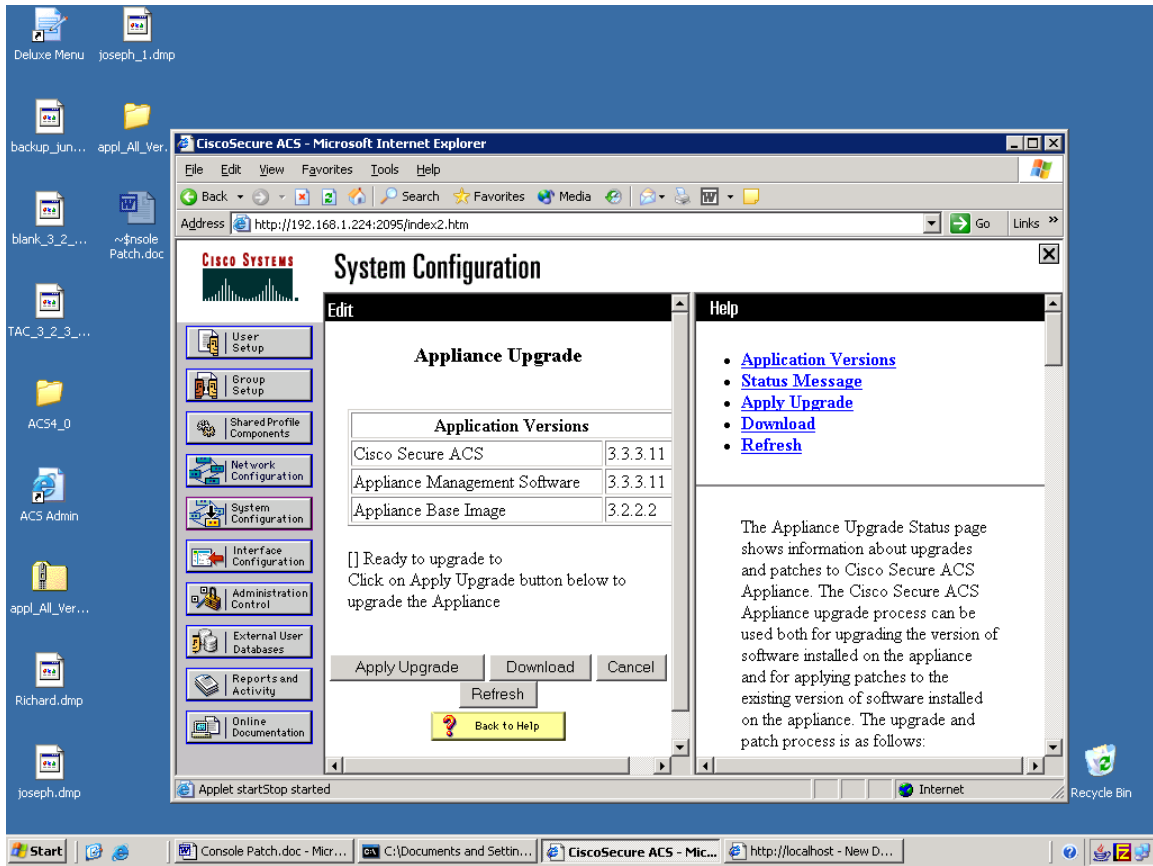 Deluxe Menu
joseph_1.dmp
backup_jun...
appl_All_Ver.
blank_3_2_...
~$nsole
Patch.doc
TAC_3_2_3_...
ACS4_0
ACS Admin
appl_All_Ver...
Richard.dmp
joseph.dmp
CiscoSecure ACS - Microsoft Internet Explorer
File Edit View Favorites Tools Help
Back Search Favorites Media
Address http://192.168.1.224:2095/index2.htm Go Links »
CISCO SYSTEMS
System Configuration
User
Setup
Group
Setup
Shared Profile
Components
Network
Configuration
System
Configuration
Interface
Configuration
Administration
Control
External User
Databases
Reports and
Activity
Online
Documentation
Edit
Appliance Upgrade
Application Versions
Cisco Secure ACS 3.3.3.11
Appliance Management Software 3.3.3.11
Appliance Base Image 3.2.2.2
[] Ready to upgrade to
Click on Apply Upgrade button below to
upgrade the Appliance
Apply Upgrade Download Cancel
Refresh
? Back to Help
Help
Application Versions
Status Message
Apply Upgrade
Download
Refresh
The Appliance Upgrade Status page
shows information about upgrades
and patches to Cisco Secure ACS
Appliance. The Cisco Secure ACS
Appliance upgrade process can be
used both for upgrading the version of
software installed on the appliance
and for applying patches to the
existing version of software installed
on the appliance. The upgrade and
patch process is as follows:
Applet startStop started
Internet
Recycle Bin
Start
Console Patch.doc - Micr...
C:\Documents and Settin...
CiscoSecure ACS - Mic...
http://localhost - New D...